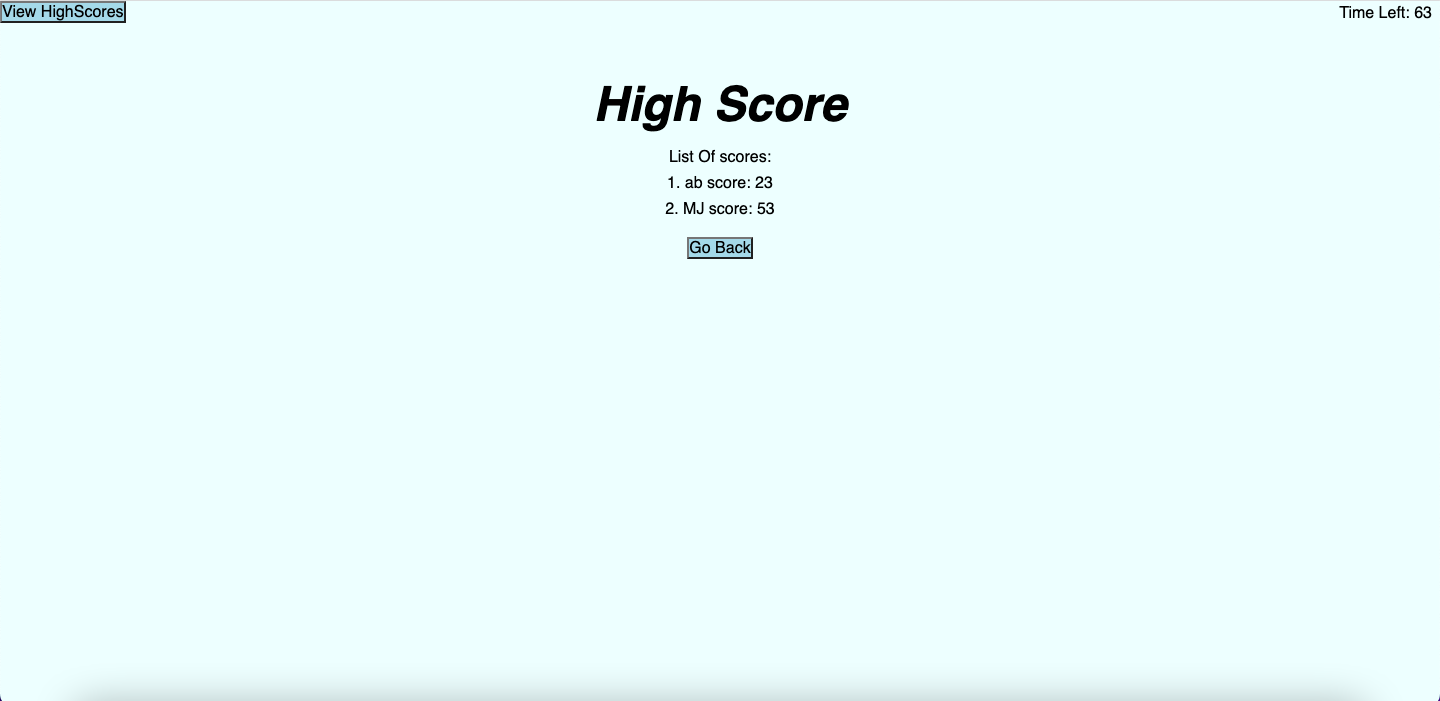 View HighScores
Time Left: 63
High Score
List Of scores:
1. ab score: 23
2. MJ score: 53
Go Back